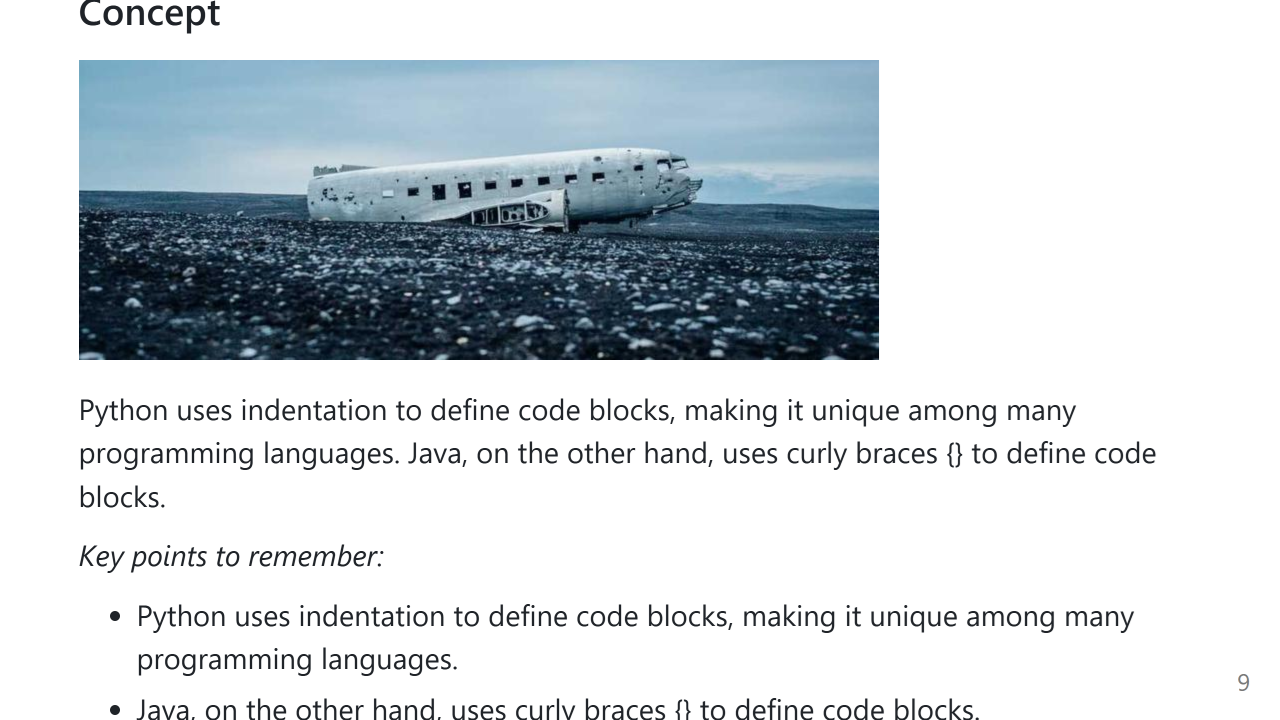 Concept
Python uses indentation to define code blocks, making it unique among many
programming languages. Java, on the other hand, uses curly braces {} to define code
blocks.
Key points to remember:
• Python uses indentation to define code blocks, making it unique among many
programming languages.
• Java, on the other hand, uses curly braces {} to define code blocks.
9